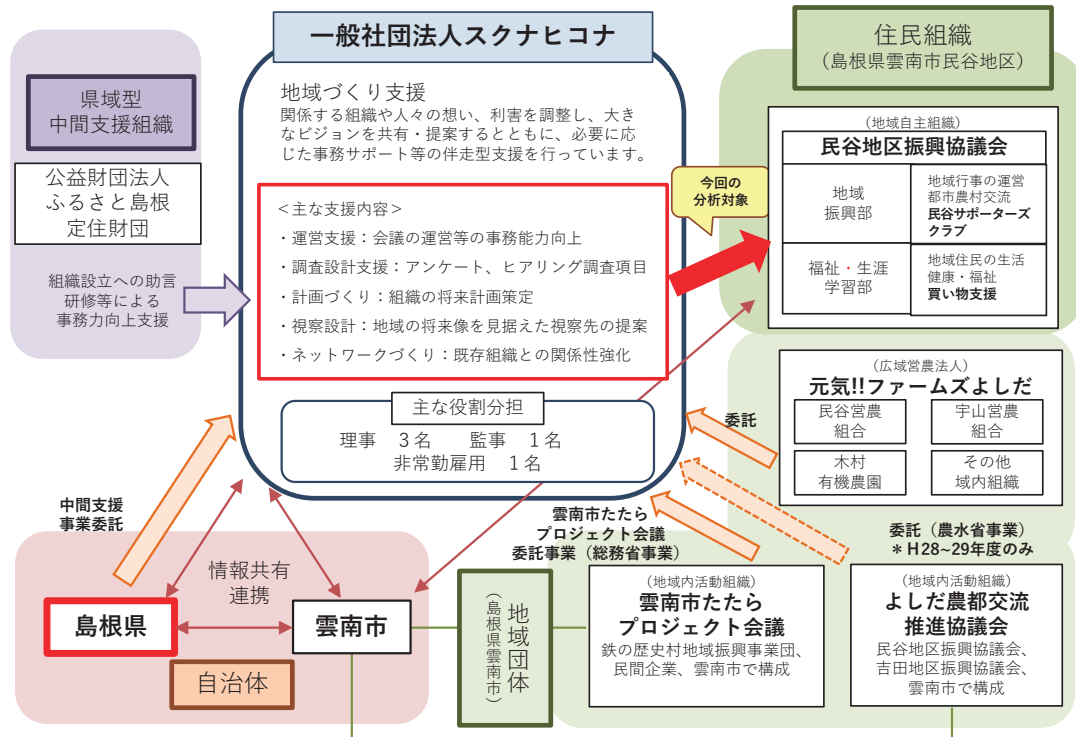 一般社団法人スクナヒコナ
地域づくり支援
関係する組織や人々の想い、利害を調整し、大き
なビジョンを共有・提案するとともに、必要に応
じた事務サポート等の伴走型支援を行っています。
<主な支援内容>
・運営支援：会議の運営等の事務能力向上
・調査設計支援：アンケート、ヒアリング調査項目
・計画づくり：組織の将来計画策定
・視察設計：地域の将来像を見据えた視察先の提案
・ネットワークづくり：既存組織との関係性強化
主な役割分担
理事　3名　　監事　1名
非常勤雇用　1名
県域型
中間支援組織
公益財団法人
ふるさと島根
定住財団
組織設立への助言
研修等による
事務力向上支援
今回の
分析対象
住民組織
（島根県雲南市民谷地区）
（地域自主組織）
民谷地区振興協議会
地域
振興部
地域行事の運営
都市農村交流
民谷サポーターズ
クラブ
福祉・生涯
学習部
地域住民の生活
健康・福祉
買い物支援
（広域営農法人）
元気!!ファームズよしだ
民谷営農
組合
宇山営農
組合
木村
有機農園
その他
域内組織
委託
中間支援
事業委託
雲南市たたら
プロジェクト会議
委託事業（総務省事業）
委託（農水省事業）
＊H28~29年度のみ
情報共有
連携
島根県
雲南市
自治体
地域団体
（島根県雲南市）
（地域内活動組織）
雲南市たたら
プロジェクト会議
鉄の歴史村地域振興事業団、
民間企業、雲南市で構成
（地域内活動組織）
よしだ農都交流
推進協議会
民谷地区振興協議会、
吉田地区振興協議会、
雲南市で構成